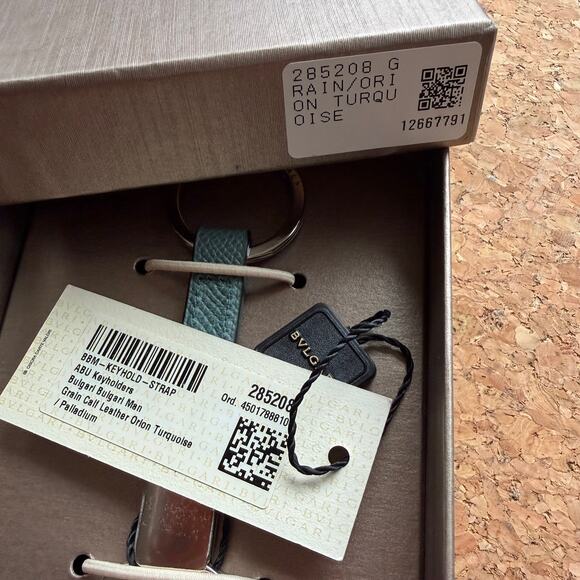 285208 G
RAIN/ORI
ON TURQU
OISE
12667791
BVLGARI
BBM-KEYHOLD-STRAP
ABU Keyholders
Bulgari Bulgari Man
Grain Calf Leather Orion Turquoise
/ Palladium
285208
Ord.